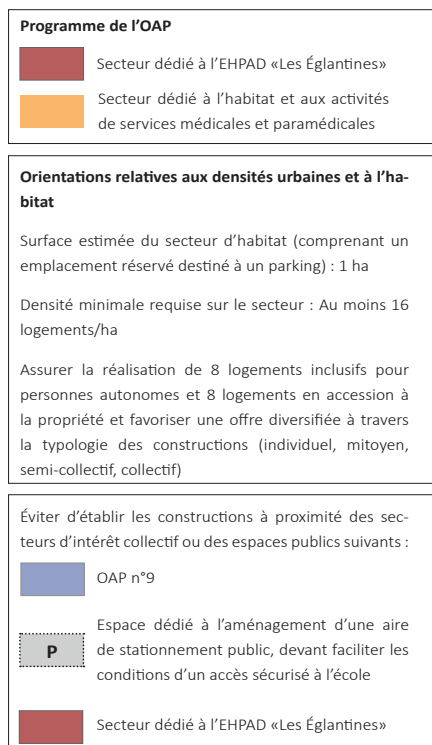 Programme de l'OAP
Secteur dédié à l'EHPAD «Les Églantines»
Secteur dédié à l'habitat et aux activités
de services médicales et paramédicales
Orientations relatives aux densités urbaines et à l'ha-
bitat
Surface estimée du secteur d'habitat (comprenant un
emplacement réservé destiné à un parking) : 1 ha
Densité minimale requise sur le secteur : Au moins 16
logements/ha
Assurer la réalisation de 8 logements inclusifs pour
personnes autonomes et 8 logements en accession à
la propriété et favoriser une offre diversifiée à travers
la typologie des constructions (individuel, mitoyen,
semi-collectif, collectif)
Éviter d'établir les constructions à proximité des sec-
teurs d'intérêt collectif ou des espaces publics suivants :
OAP n°9
P
Espace dédié à l'aménagement d'une aire
de stationnement public, devant faciliter les
conditions d'un accès sécurisé à l'école
Secteur dédié à l'EHPAD «Les Églantines»